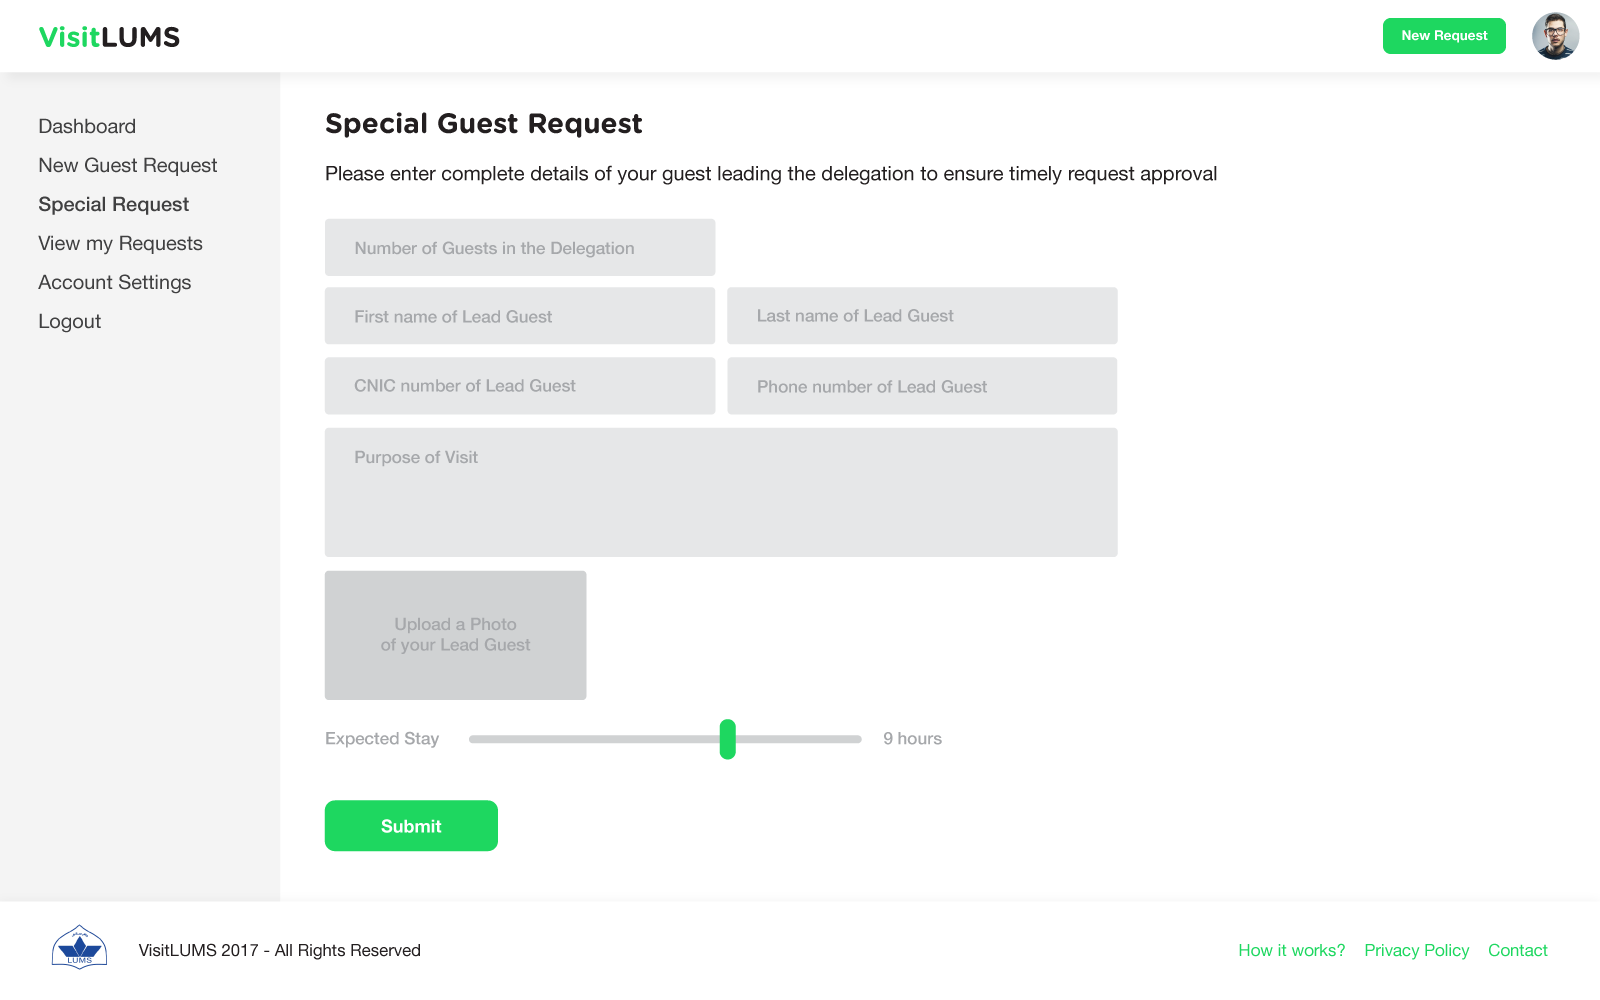 VisitLUMS
New Request
Dashboard
New Guest Request
Special Request
View my Requests
Account Settings
Logout
Special Guest Request
Please enter complete details of your guest leading the delegation to ensure timely request approval
Number of Guests in the Delegation
First name of Lead Guest
Last name of Lead Guest
CNIC number of Lead Guest
Phone number of Lead Guest
Purpose of Visit
Upload a Photo
of your Lead Guest
Expected Stay
9 hours
Submit
LUMS
VisitLUMS 2017 - All Rights Reserved
How it works?
Privacy Policy
Contact